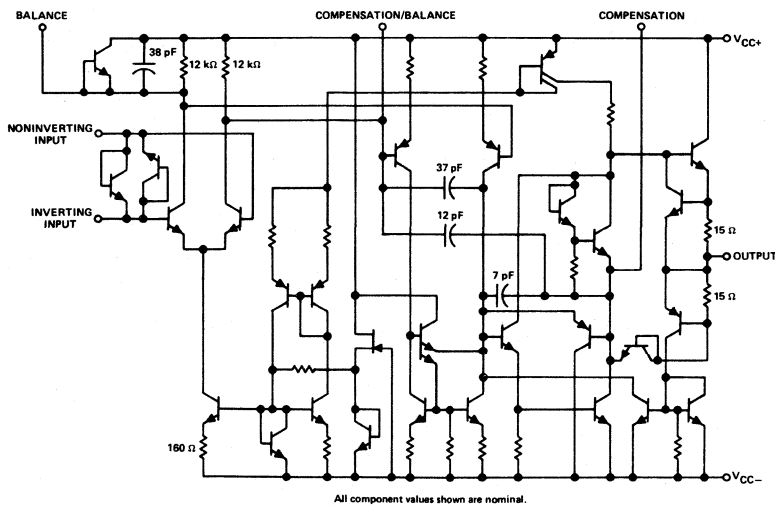 BALANCE
COMPENSATION/BALANCE
COMPENSATION
VCC+
38 pF
12 kΩ
12 kΩ
NONINVERTING
INPUT
INVERTING
INPUT
37 pF
12 pF
7 pF
15 Ω
OUTPUT
15 Ω
160 Ω
VCC−
All component values shown are nominal.